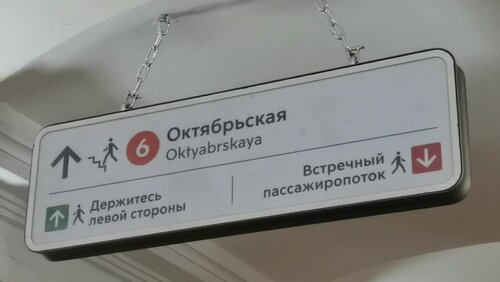 6 Октябрьская
Oktyabrskaya
Держитесь
левой стороны
Встречный
пассажиропоток